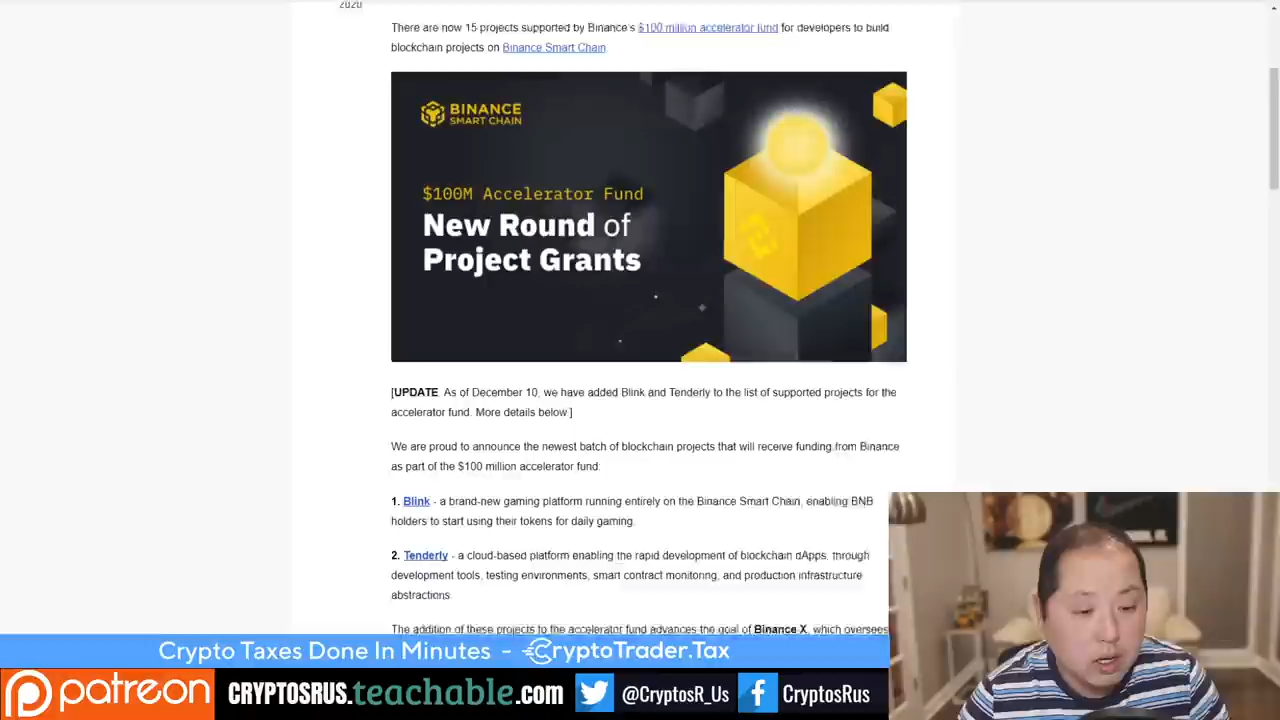 2020
There are now 15 projects supported by Binance's $100 million accelerator fund for developers to build
blockchain projects on Binance Smart Chain.
BINANCE
SMART CHAIN
$100M Accelerator Fund
New Round of
Project Grants
[UPDATE: As of December 10, we have added Blink and Tenderly to the list of supported projects for the
accelerator fund. More details below.]
We are proud to announce the newest batch of blockchain projects that will receive funding from Binance
as part of the $100 million accelerator fund:
1. Blink - a brand-new gaming platform running entirely on the Binance Smart Chain, enabling BNB
holders to start using their tokens for daily gaming.
2. Tenderly - a cloud-based platform enabling the rapid development of blockchain dApps, through
development tools, testing environments, smart contract monitoring, and production infrastructure
abstractions
The addition of these projects to the accelerator fund advances the goal of Binance X, which oversees
Crypto Taxes Done In Minutes - CryptoTrader.Tax
patreon
CRYPTOSRUS.teachable.com
@CryptosR_Us
CryptosRus